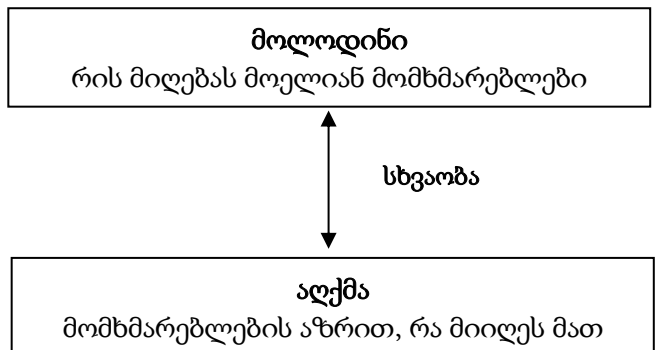 მოლოდინი
რის მიღებას მოელიან მომხმარებლები
სხვაობა
აღქმა
მომხმარებლების აზრით, რა მიიღეს მათ